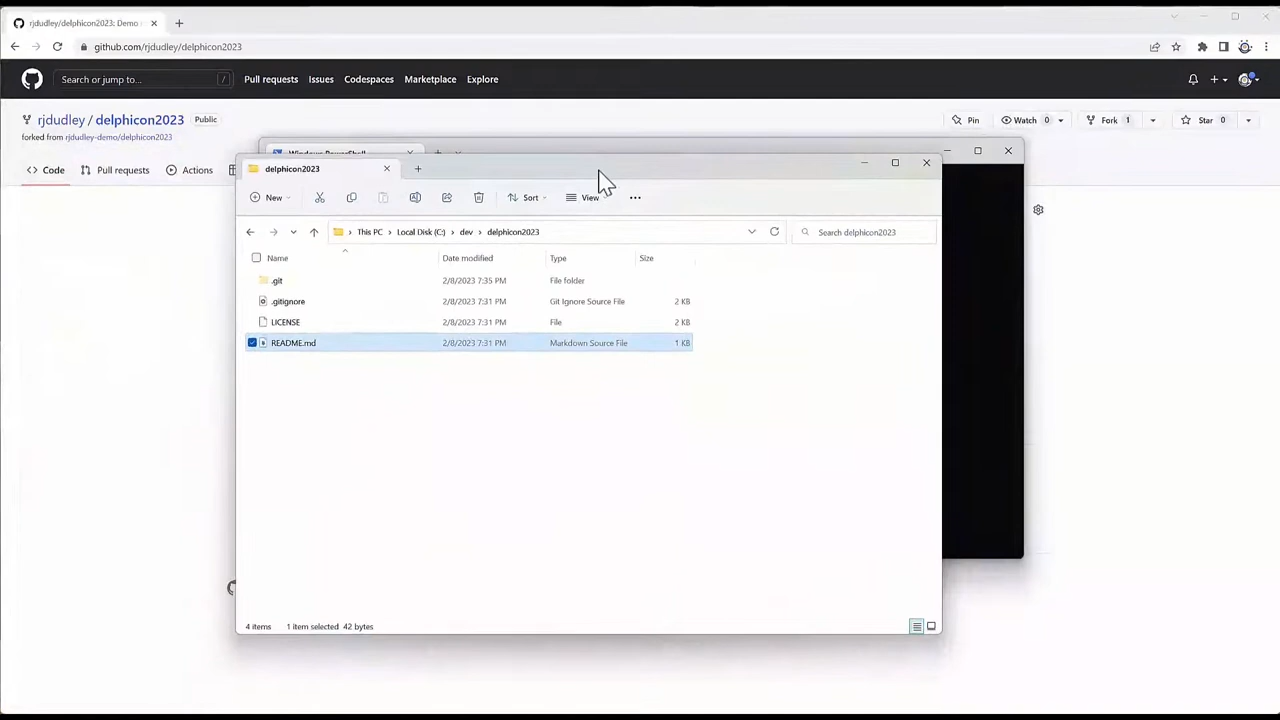 rjdudley/delphicon2023: Demo
github.com/rjdudley/delphicon2023
Search or jump to... /
Pull requests Issues Codespaces Marketplace Explore
rjdudley / delphicon2023 Public
forked from rjdudley-demo/delphicon2023
Pin Watch 0 Fork 1 Star 0
Code Pull requests Actions
Windows PowerShell
delphicon2023
New Sort View
This PC Local Disk (C:) dev delphicon2023
Search delphicon2023
Name Date modified Type Size
.git 2/8/2023 7:35 PM File folder
.gitignore 2/8/2023 7:31 PM Git Ignore Source File 2 KB
LICENSE 2/8/2023 7:31 PM File 2 KB
README.md 2/8/2023 7:31 PM Markdown Source File 1 KB
4 items 1 item selected 42 bytes